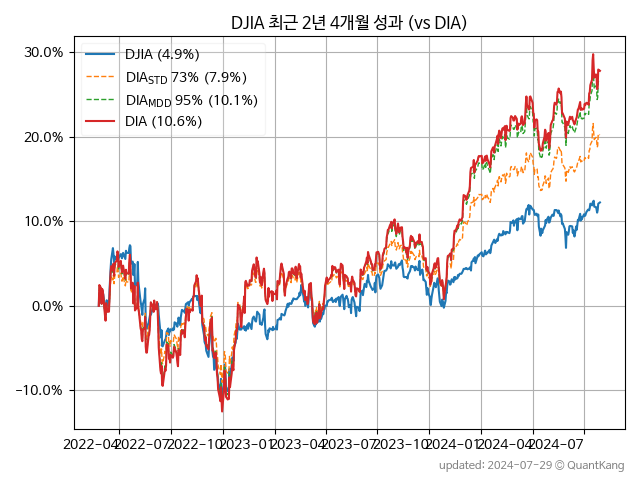 DJIA 최근 2년 4개월 성과 (vs DIA)
30.0%
20.0%
10.0%
0.0%
−10.0%
DJIA (4.9%)
DIA_STD 73% (7.9%)
DIA_MDD 95% (10.1%)
DIA (10.6%)
2022-04 2022-07 2022-10 2023-01 2023-04 2023-07 2023-10 2024-01 2024-04 2024-07
updated: 2024-07-29 © QuantKang